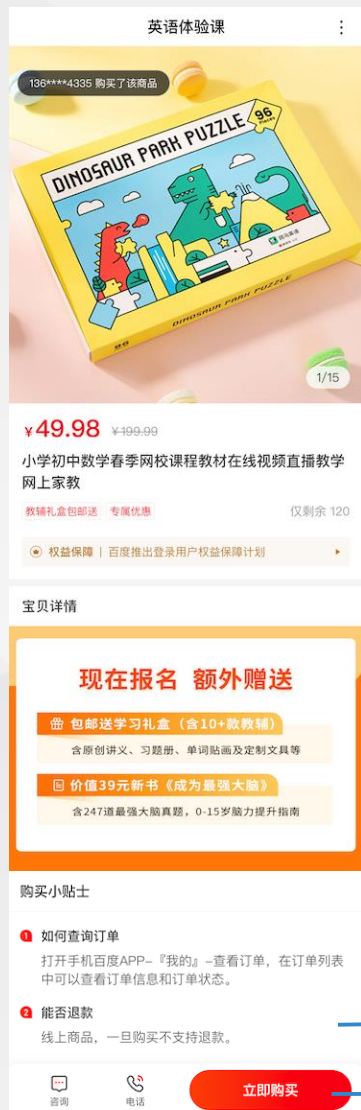 英语体验课
136****4335 购买了该商品
DINOSAUR PARK PUZZLE
96
Pieces
DINOSAUR PARK PUZZLE
96
1/15
¥49.98 ¥199.99
小学初中数学春季网校课程教材在线视频直播教学
网上家教
教辅礼盒包邮送 专属优惠 仅剩余 120
权益保障 | 百度推出登录用户权益保障计划
宝贝详情
现在报名 额外赠送
包邮送学习礼盒（含10+款教辅）
含原创讲义、习题册、单词贴画及定制文具等
价值39元新书《成为最强大脑》
含247道最强大脑真题，0-15岁脑力提升指南
购买小贴士
1 如何查询订单
打开手机百度APP-『我的』-查看订单，在订单列表
中可以查看订单信息和订单状态。
2 能否退款
线上商品，一旦购买不支持退款。
咨询 电话 立即购买